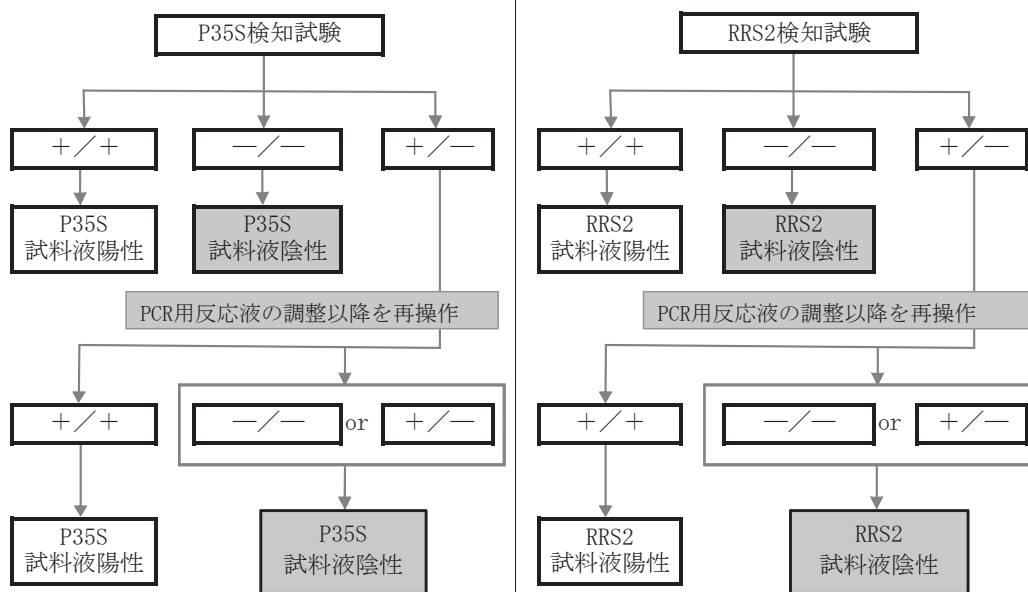 P35S検知試験
+/+
—/—
+/—
P35S
試料液陽性
P35S
試料液陰性
PCR用反応液の調整以降を再操作
+/+
—/—
or
+/—
P35S
試料液陽性
P35S
試料液陰性
RRS2検知試験
+/+
—/—
+/—
RRS2
試料液陽性
RRS2
試料液陰性
PCR用反応液の調整以降を再操作
+/+
—/—
or
+/—
RRS2
試料液陽性
RRS2
試料液陰性